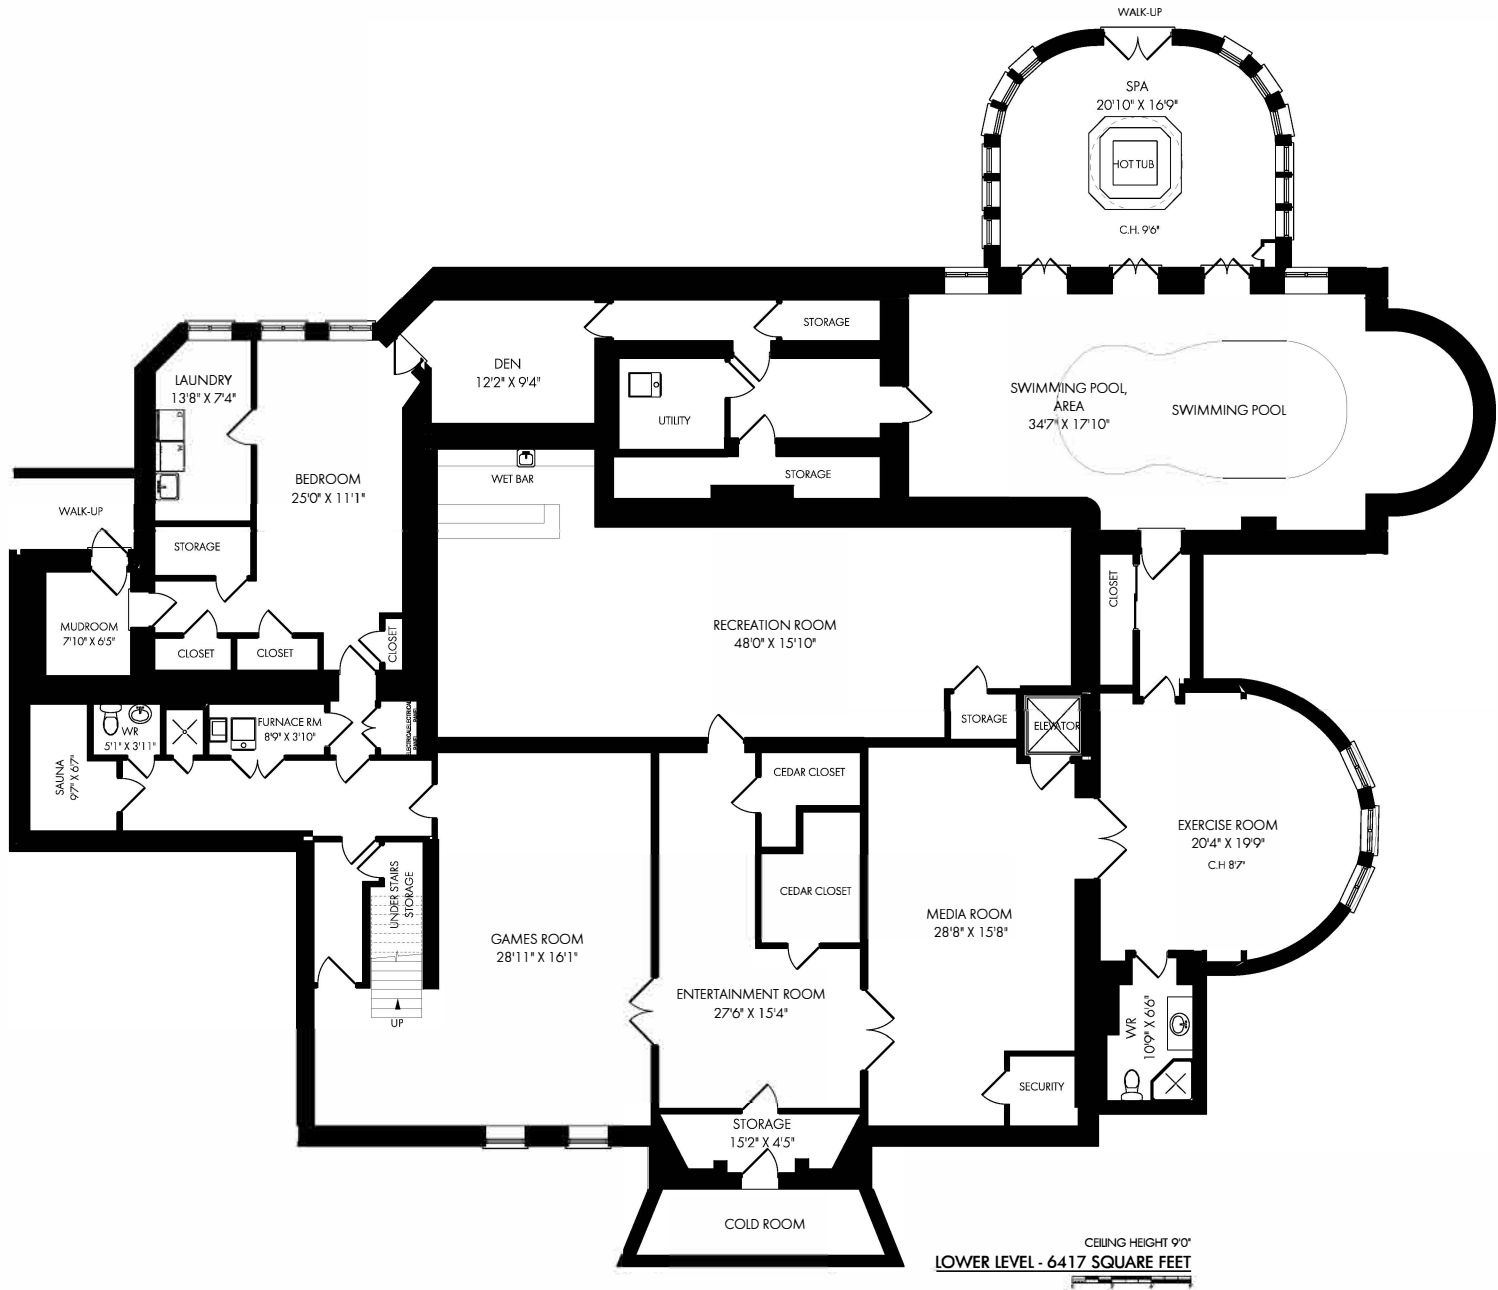 WALK-UP
SPA
20'10" X 16'9"
HOT TUB
C.H. 9'6"
STORAGE
DEN
12'2" X 9'4"
LAUNDRY
13'8" X 7'4"
UTILITY
SWIMMING POOL,
AREA
34'7" X 17'10"
SWIMMING POOL
WET BAR
STORAGE
BEDROOM
25'0" X 11'1"
WALK-UP
STORAGE
CLOSET
MUDROOM
7'10" X 6'5"
CLOSET
CLOSET
CLOSET
RECREATION ROOM
48'0" X 15'10"
STORAGE
ELEVATOR
WR
5'1" X 3'11"
FURNACE RM
8'9" X 3'10"
ELECTRICAL
PANEL
ELECTRICAL
PANEL
SAUNA
9'7" X 6'7"
CEDAR CLOSET
EXERCISE ROOM
20'4" X 19'9"
C.H 8'7"
UNDER STAIRS
STORAGE
CEDAR CLOSET
MEDIA ROOM
28'8" X 15'8"
GAMES ROOM
28'11" X 16'1"
ENTERTAINMENT ROOM
27'6" X 15'4"
UP
WR
10'9" X 6'6"
SECURITY
STORAGE
15'2" X 4'5"
COLD ROOM
CEILING HEIGHT 9'0"
LOWER LEVEL - 6417 SQUARE FEET